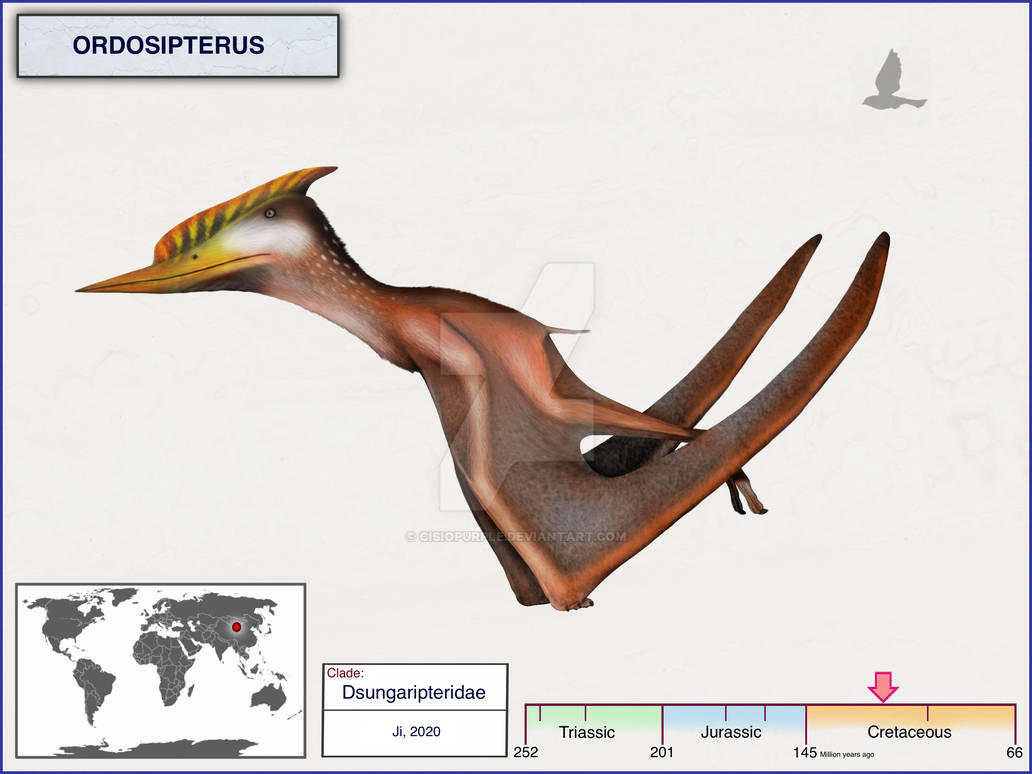 ORDOSIPTERUS
© CISIOPURPLE.DEVIANTART.COM
Clade:
Dsungaripteridae
Ji, 2020
Triassic
Jurassic
Cretaceous
252
201
145 Million years ago
66